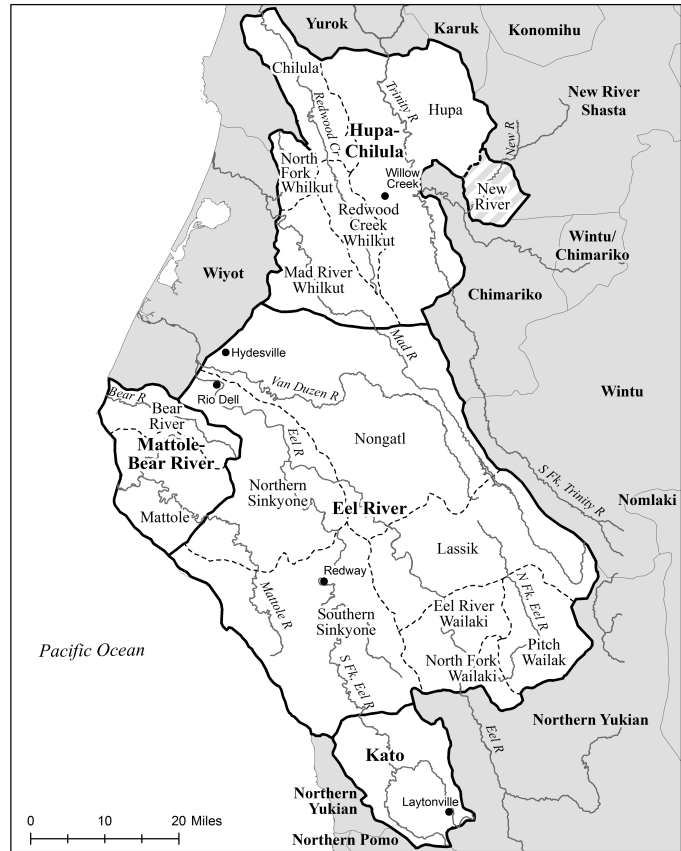 Yurok
Karuk
Konomihu
Chilula
Trinity R
Hupa
New River
Shasta
Redwood Cr
Hupa-
Chilula
New R
North
Fork
Whilkut
Willow
Creek
New
River
Redwood
Creek
Whilkut
Wintu/
Chimariko
Wiyot
Mad River
Whilkut
Chimariko
Mad R
Hydesville
Van Duzen R
Rio Dell
Wintu
Bear R
Bear
River
Eel R
Nongatl
Mattole-
Bear River
S Fk, Trinity R
Northern
Sinkyone
Nomlaki
Eel River
Mattole
Lassik
Redway
N Fk, Eel R
Mattole R
Eel River
Wailaki
Southern
Sinkyone
Pitch
Wailak
Pacific Ocean
North Fork
Wailaki
S Fk, Eel R
Eel R
Northern Yukian
Kato
Northern
Yukian
Laytonville
0 10 20 Miles
Northern Pomo